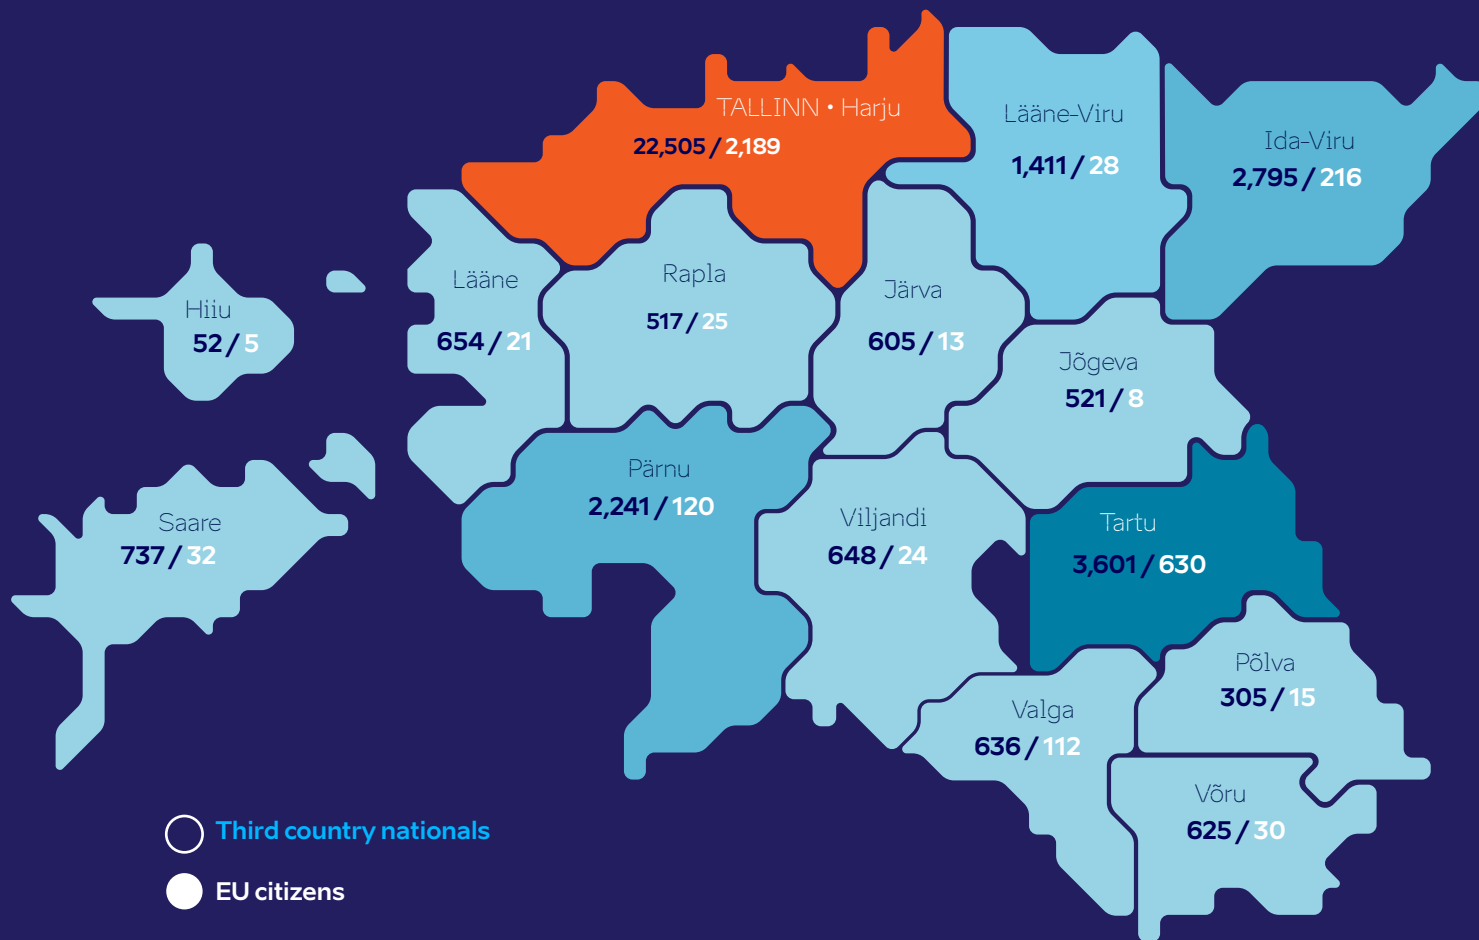 TALLINN • Harju
22,505 / 2,189
Lääne-Viru
1,411 / 28
Ida-Viru
2,795 / 216
Lääne
654 / 21
Rapla
517 / 25
Järva
605 / 13
Hiiu
52 / 5
Jõgeva
521 / 8
Pärnu
2,241 / 120
Saare
737 / 32
Viljandi
648 / 24
Tartu
3,601 / 630
Põlva
305 / 15
Valga
636 / 112
Võru
625 / 30
Third country nationals
EU citizens